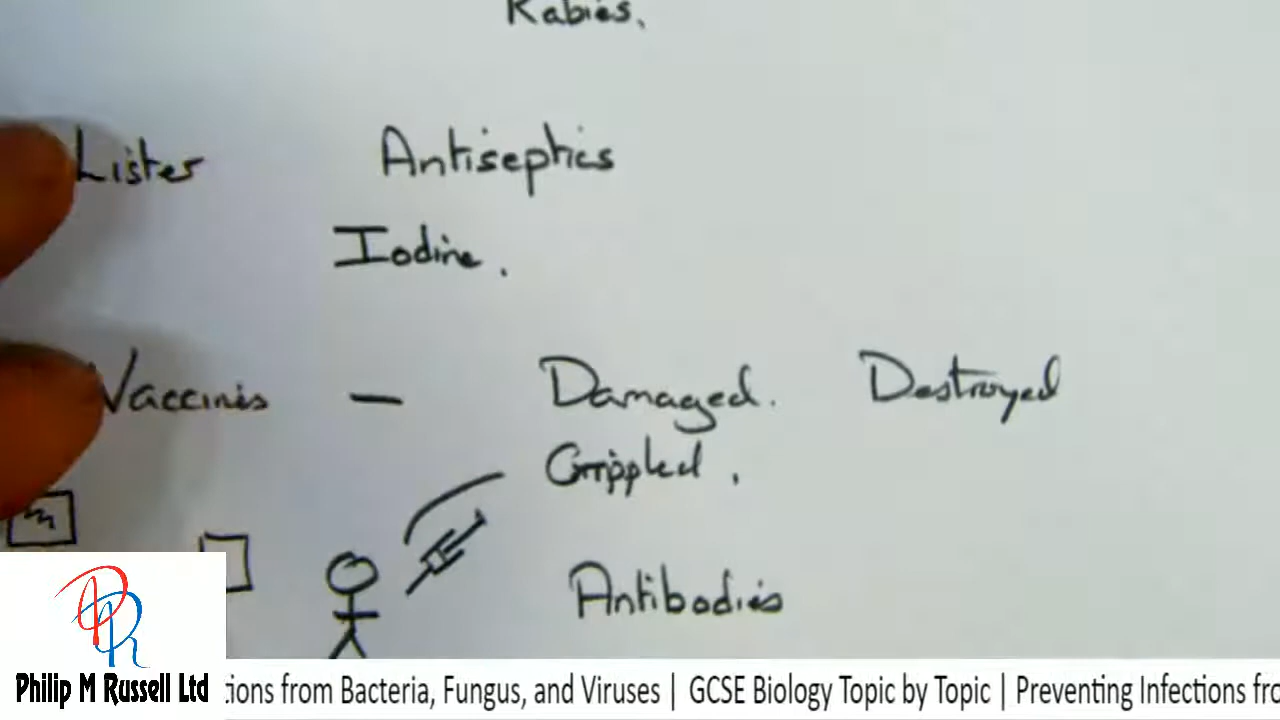 Rabies.
Lister Antiseptics
Iodine.
Vaccines — Damaged. Destroyed
Crippled.
Antibodies
Philip M Russell Ltd
tions from Bacteria, Fungus, and Viruses | GCSE Biology Topic by Topic | Preventing Infections fro